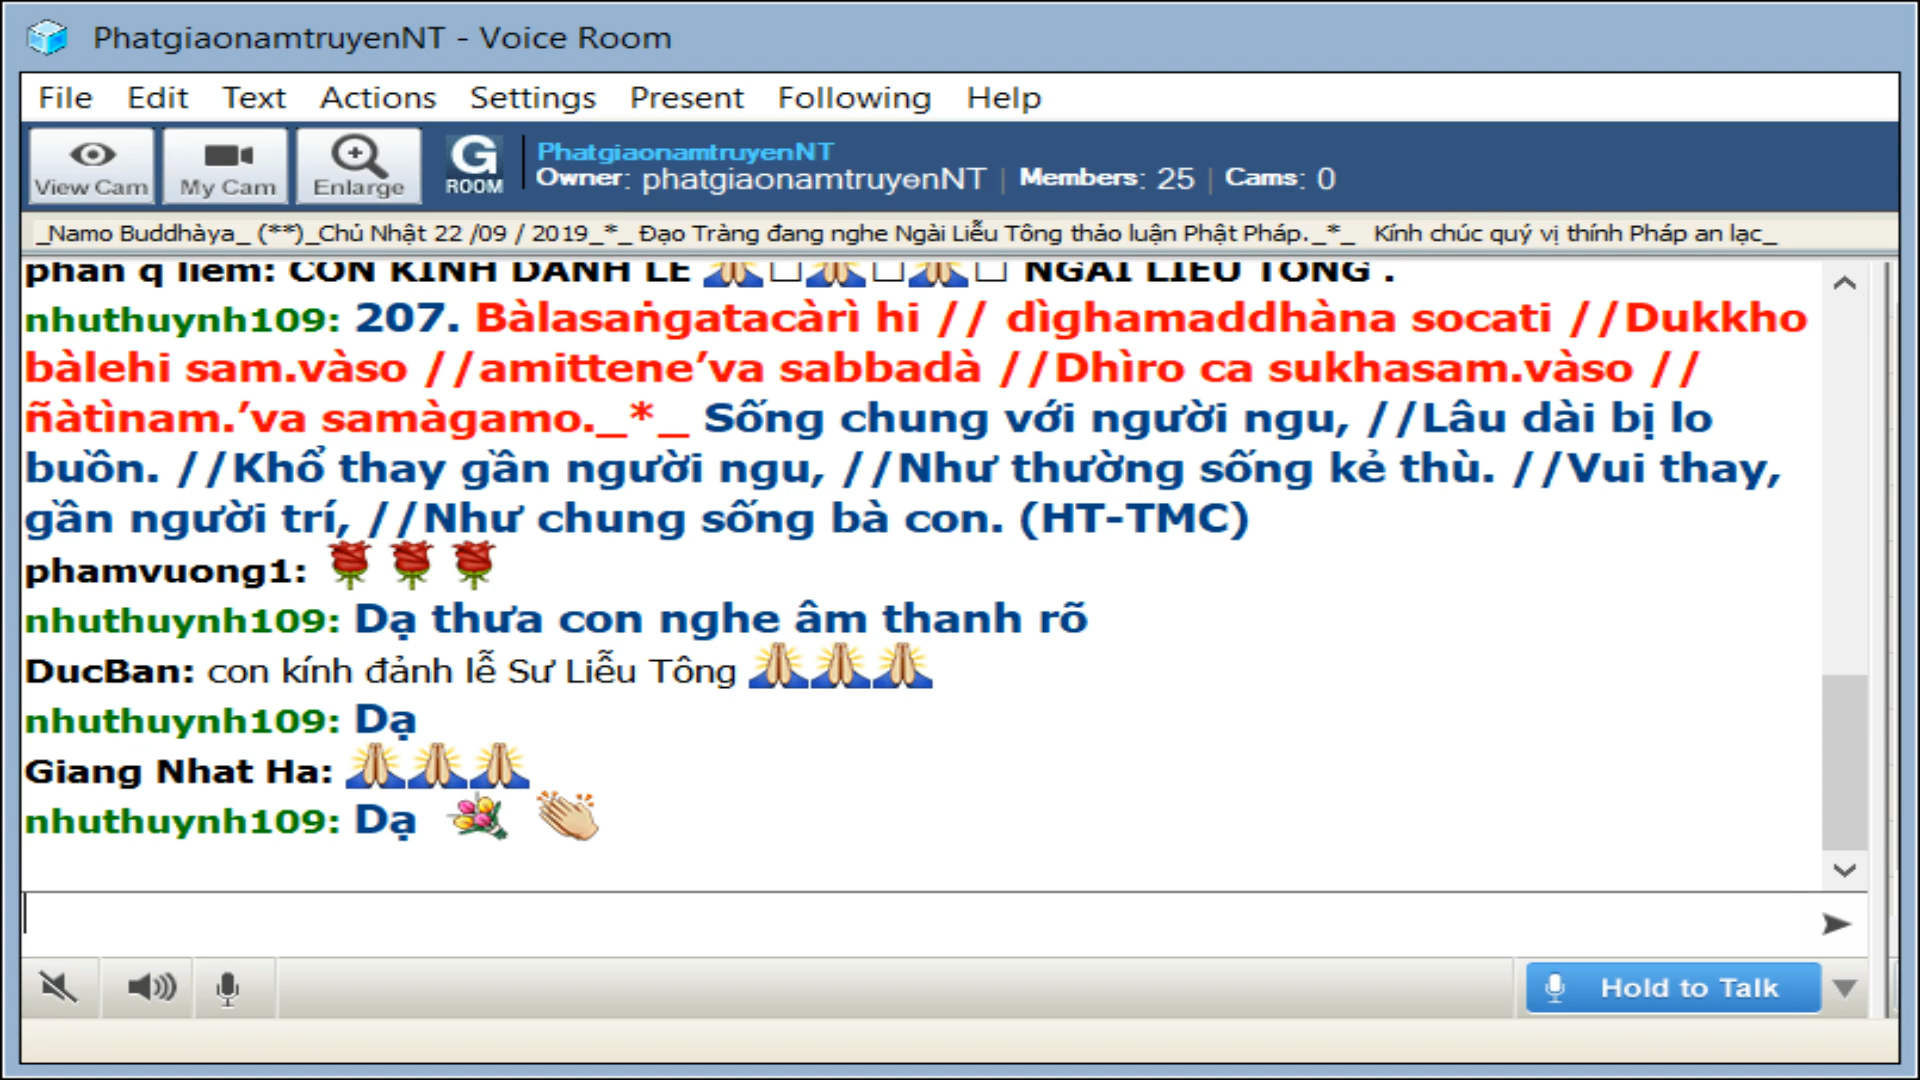 PhatgiaonamtruyenNT - Voice Room
File Edit Text Actions Settings Present Following Help
View Cam My Cam Enlarge G ROOM
PhatgiaonamtruyenNT
Owner: phatgiaonamtruyenNT | Members: 25 | Cams: 0
_Namo Buddhàya_ (**)_Chủ Nhật 22 /09 / 2019_*_ Đạo Tràng đang nghe Ngài Liễu Tông thảo luận Phật Pháp._*_ Kính chúc quý vị thính Pháp an lạc_
phan q liem: CON KINH DANH LE 🙏□🙏□🙏□ NGAI LIEU TONG .
nhuthuynh109: 207. Bàlasaṅgatacàrì hi // dìghamaddhàna socati //Dukkho
bàlehi sam.vàso //amittene’va sabbadà //Dhìro ca sukhasam.vàso //
ñàtìnam.’va samàgamo._*_ Sống chung với người ngu, //Lâu dài bị lo
buồn. //Khổ thay gần người ngu, //Như thường sống kẻ thù. //Vui thay,
gần người trí, //Như chung sống bà con. (HT-TMC)
phamvuong1: 🌹🌹🌹
nhuthuynh109: Dạ thưa con nghe âm thanh rõ
DucBan: con kính đảnh lễ Sư Liễu Tông 🙏🙏🙏
nhuthuynh109: Dạ
Giang Nhat Ha: 🙏🙏🙏
nhuthuynh109: Dạ 💐 👏
Hold to Talk